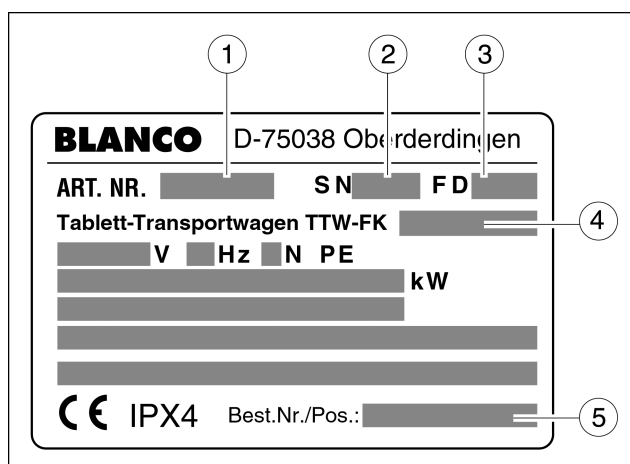 1 2 3
BLANCO D-75038 Oberderdingen
ART. NR. SN FD
Tablett-Transportwagen TTW-FK 4
V Hz N PE
kW
CE IPX4 Best.Nr./Pos.: 5